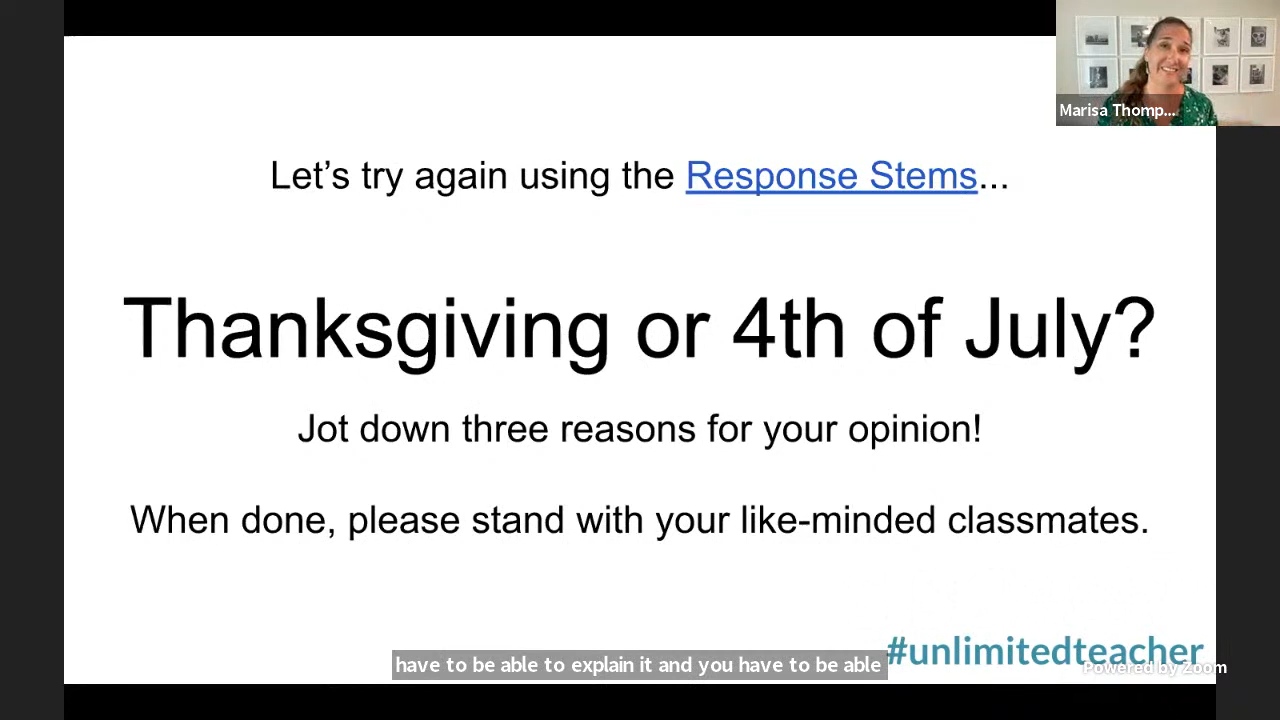 Marisa Thomp...
Let's try again using the Response Stems...
Thanksgiving or 4th of July?
Jot down three reasons for your opinion!
When done, please stand with your like-minded classmates.
#unlimitedteacher
have to be able to explain it and you have to be able
Powered by Zoom